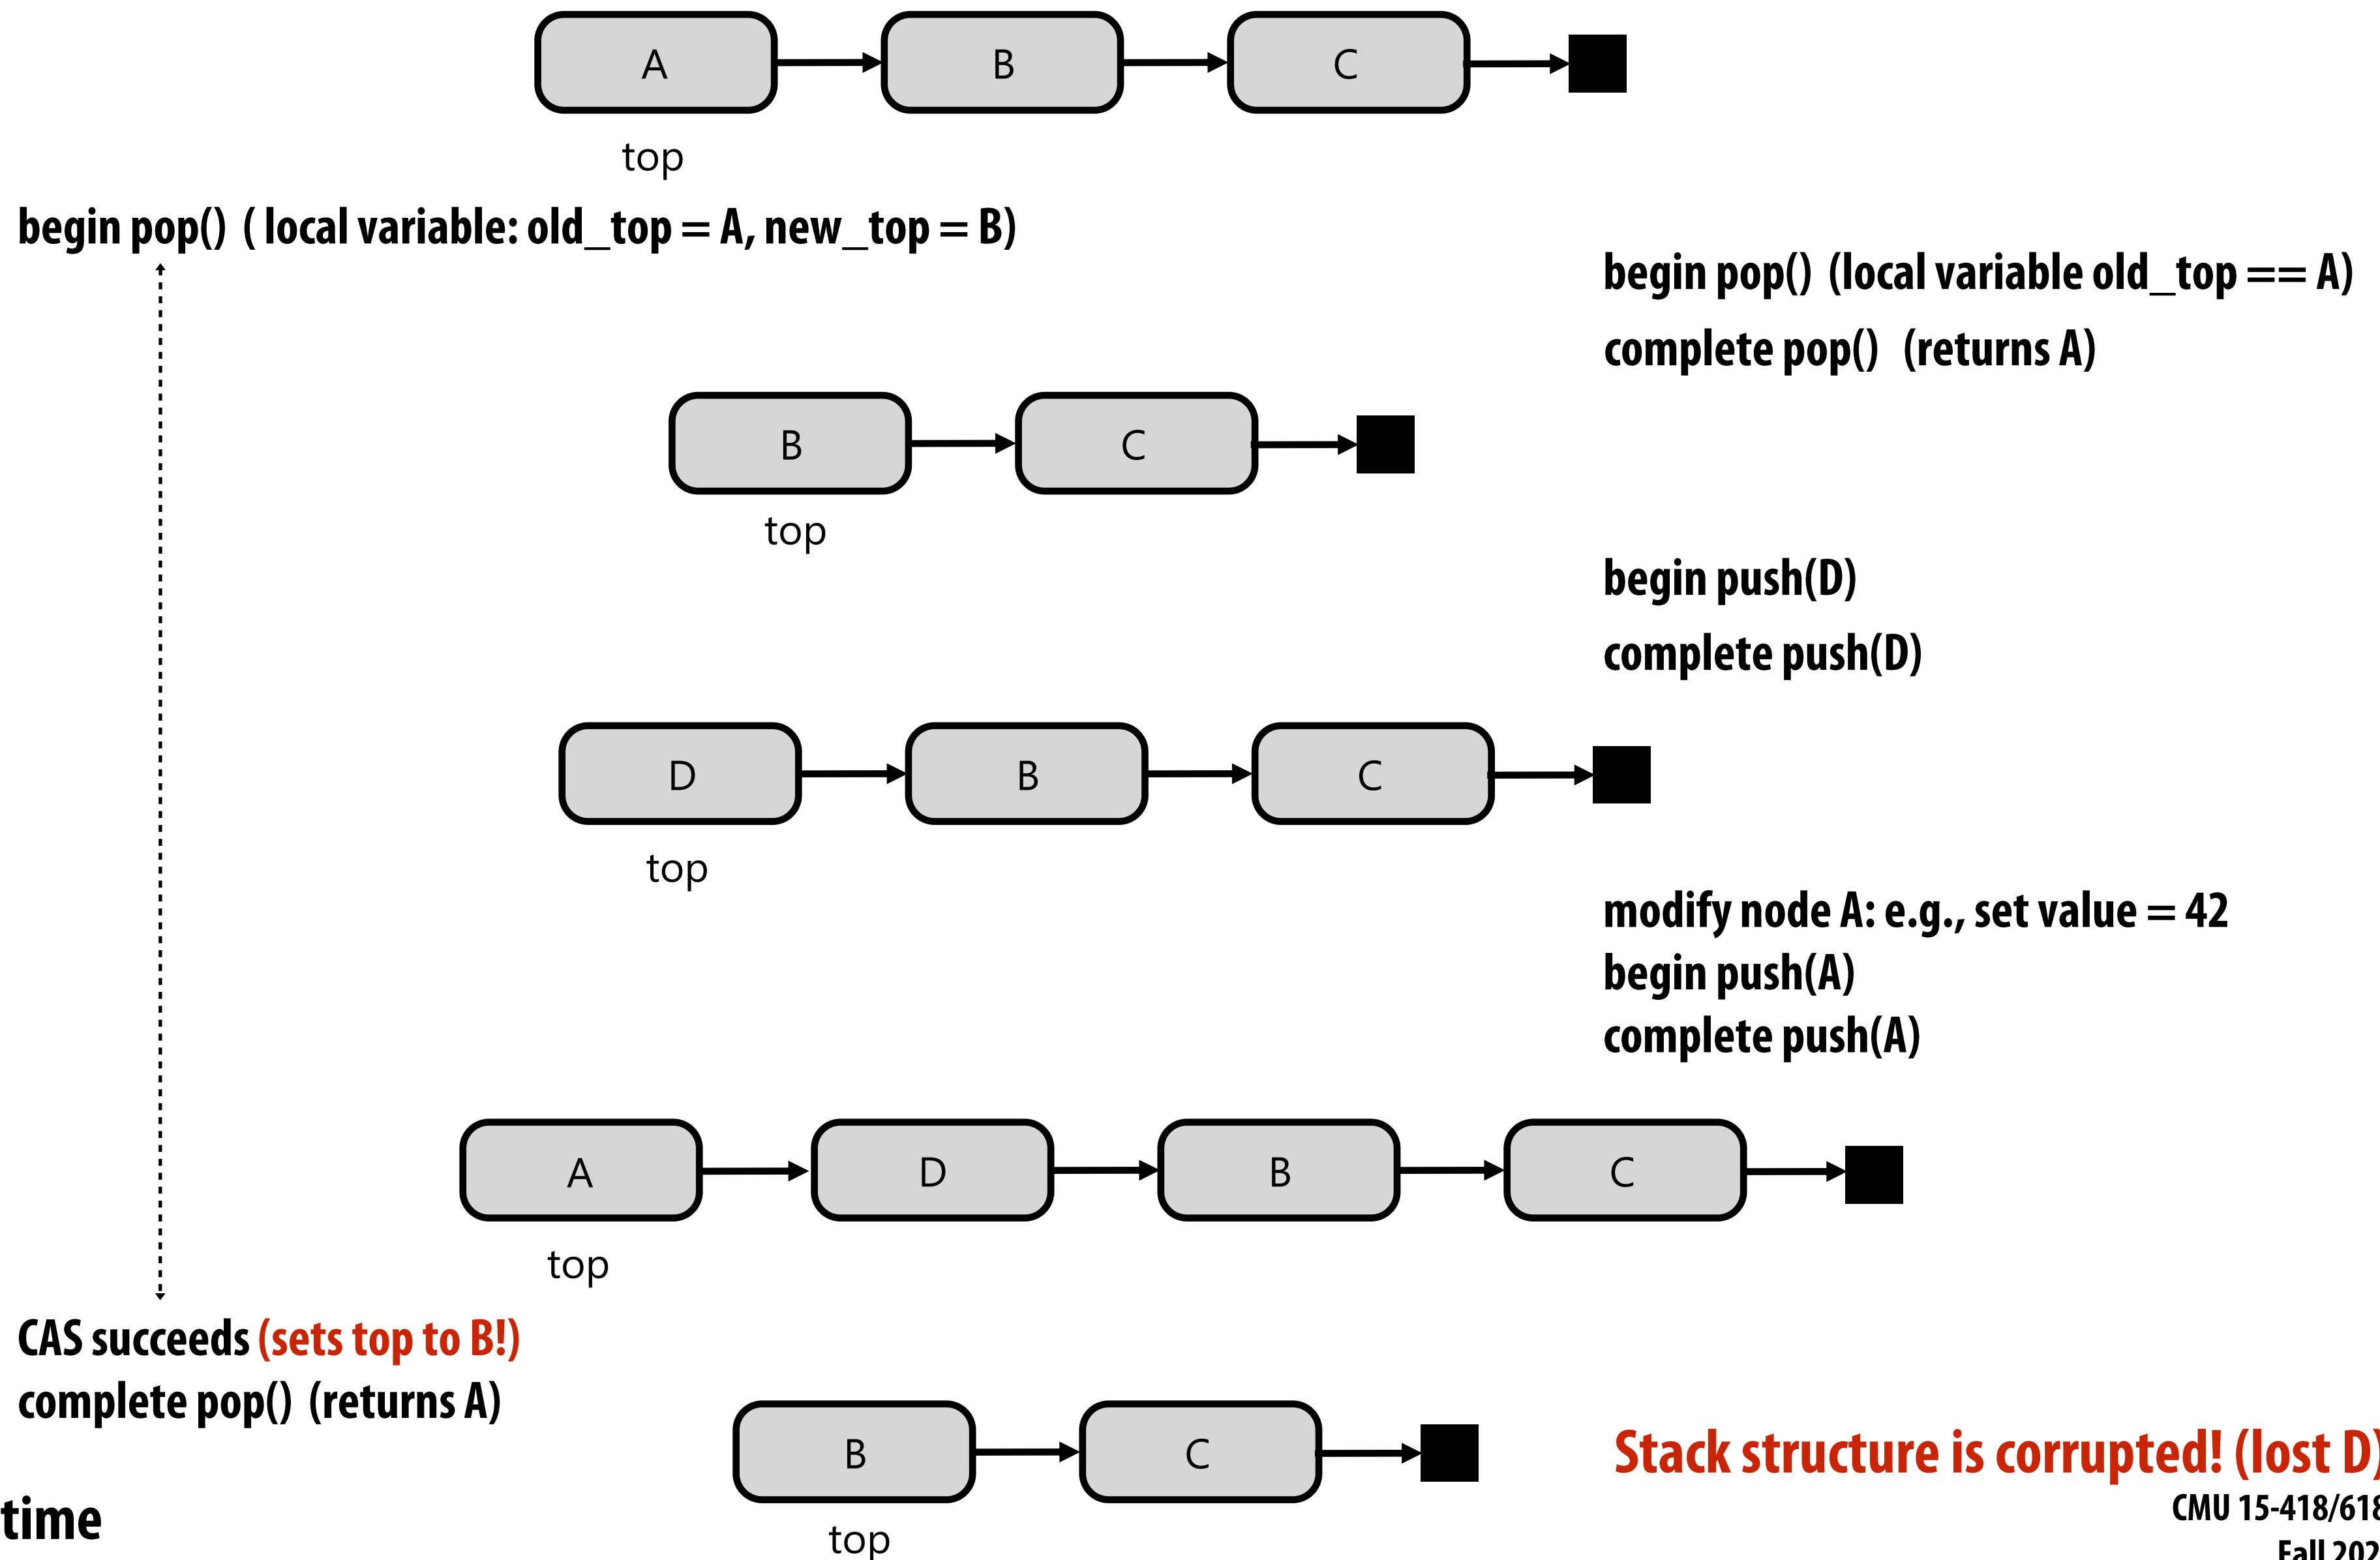 A B C
top
begin pop() ( local variable: old_top = A, new_top = B)
begin pop() (local variable old_top == A)
complete pop() (returns A)
B C
top
begin push(D)
complete push(D)
D B C
top
modify node A: e.g., set value = 42
begin push(A)
complete push(A)
A D B C
top
CAS succeeds (sets top to B!)
complete pop() (returns A)
B C
top
Stack structure is corrupted! (lost D)
time
CMU 15-418/618
Fall 202